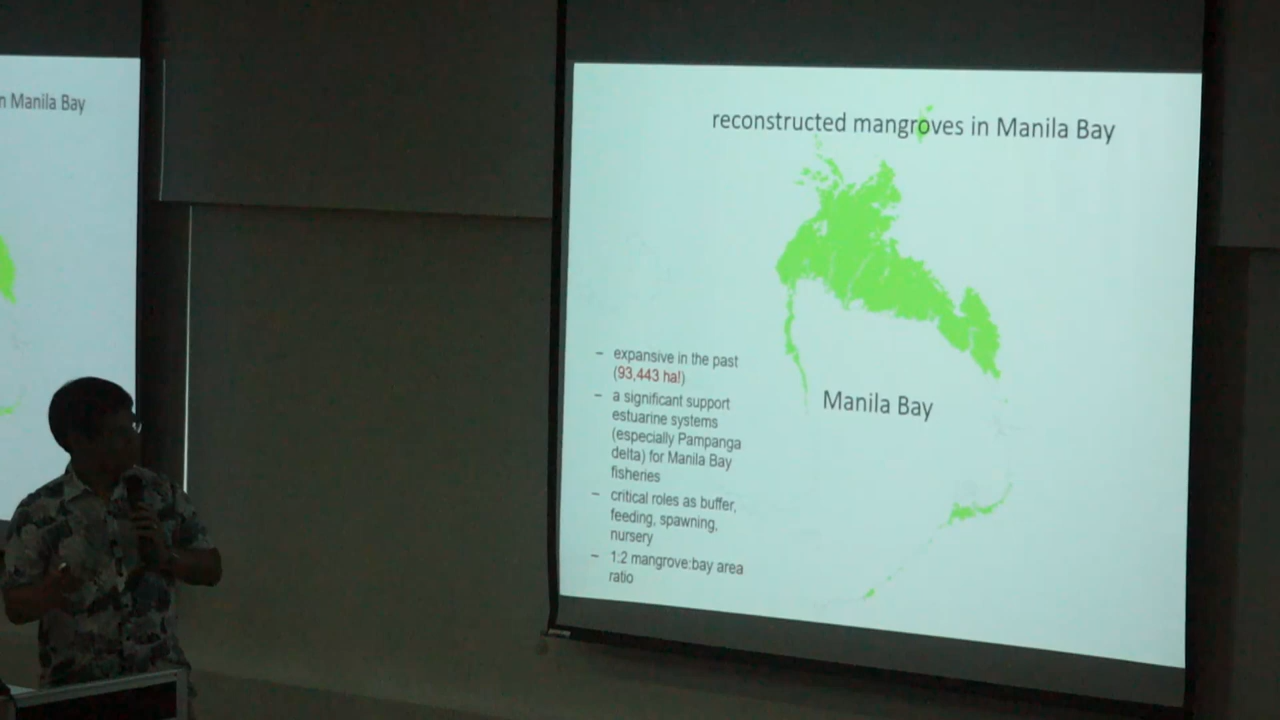 n Manila Bay
reconstructed mangroves in Manila Bay
– expansive in the past
(93,443 ha!)
– a significant support
estuarine systems
(especially Pampanga
delta) for Manila Bay
fisheries
– critical roles as buffer,
feeding, spawning,
nursery
– 1:2 mangrove:bay area
ratio
Manila Bay